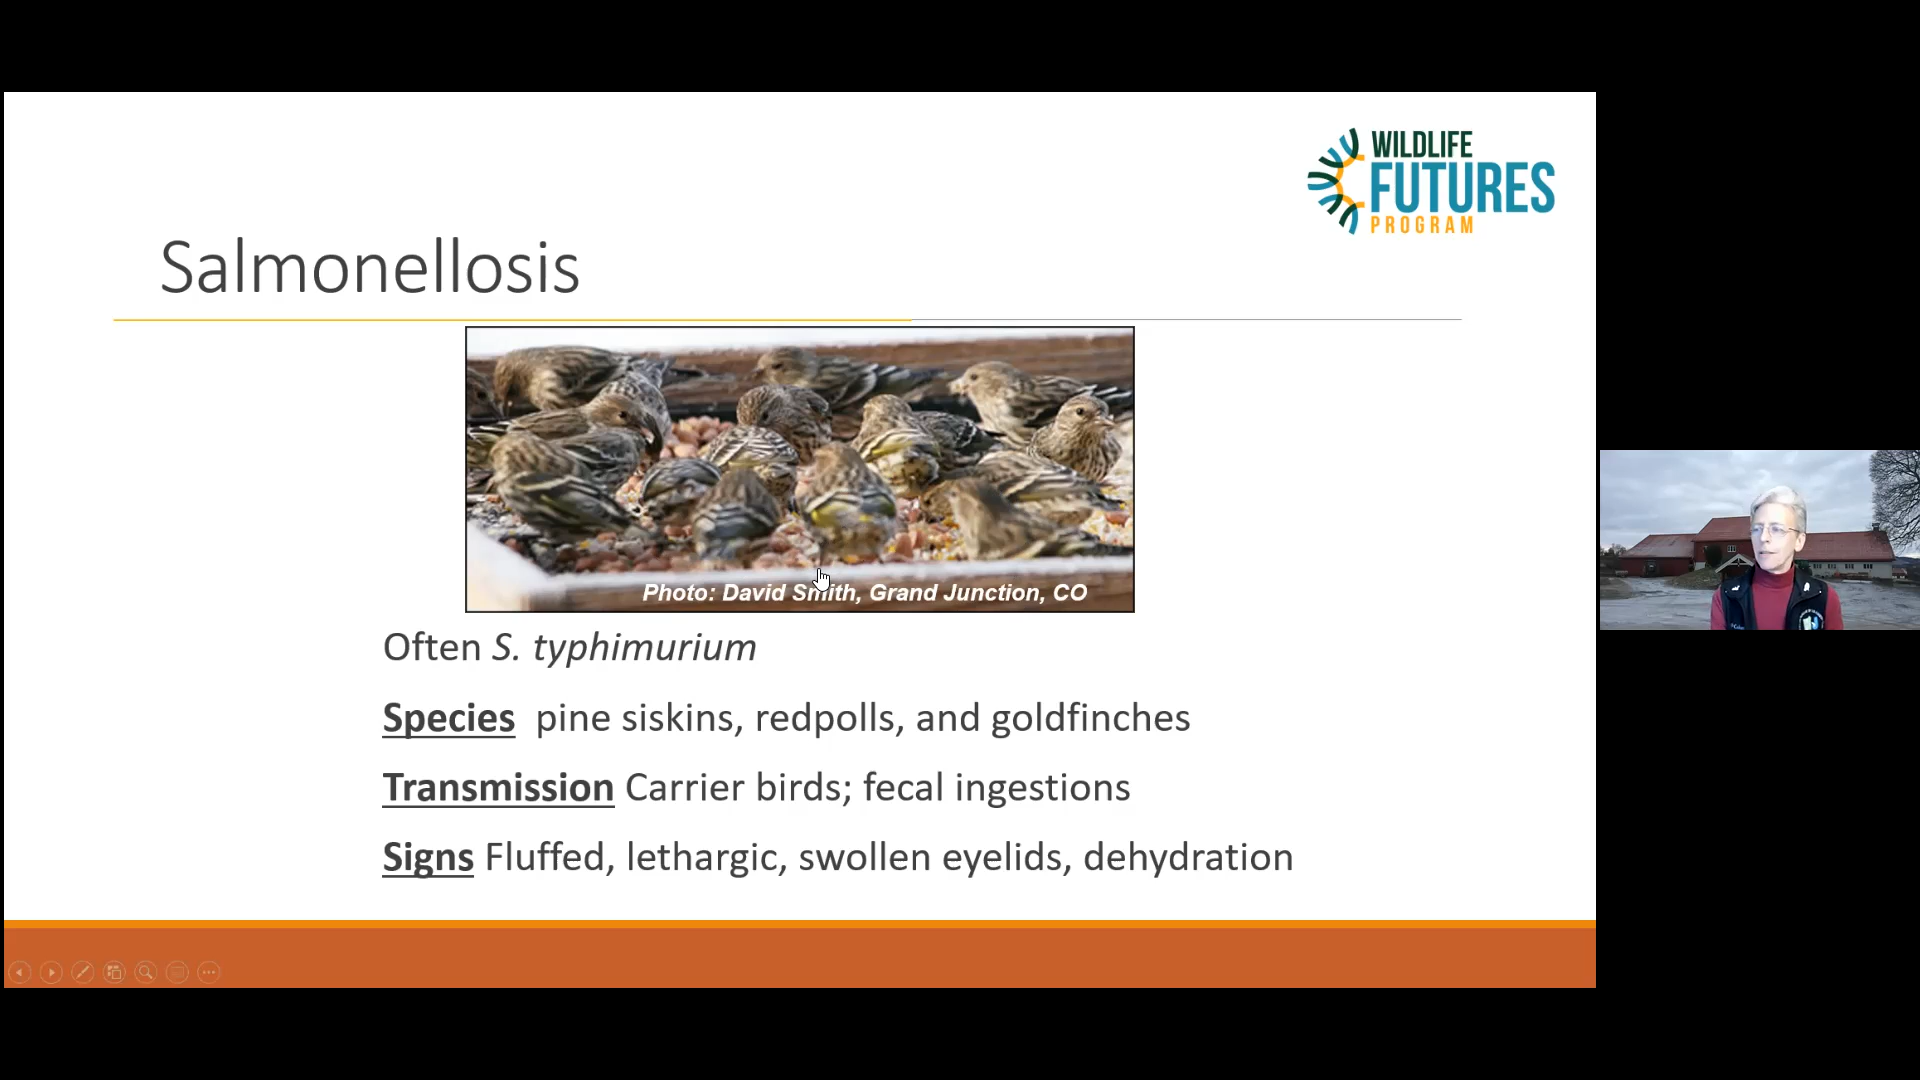 WILDLIFE
FUTURES
PROGRAM
Salmonellosis
Photo: David Smith, Grand Junction, CO
Often S. typhimurium
Species pine siskins, redpolls, and goldfinches
Transmission Carrier birds; fecal ingestions
Signs Fluffed, lethargic, swollen eyelids, dehydration